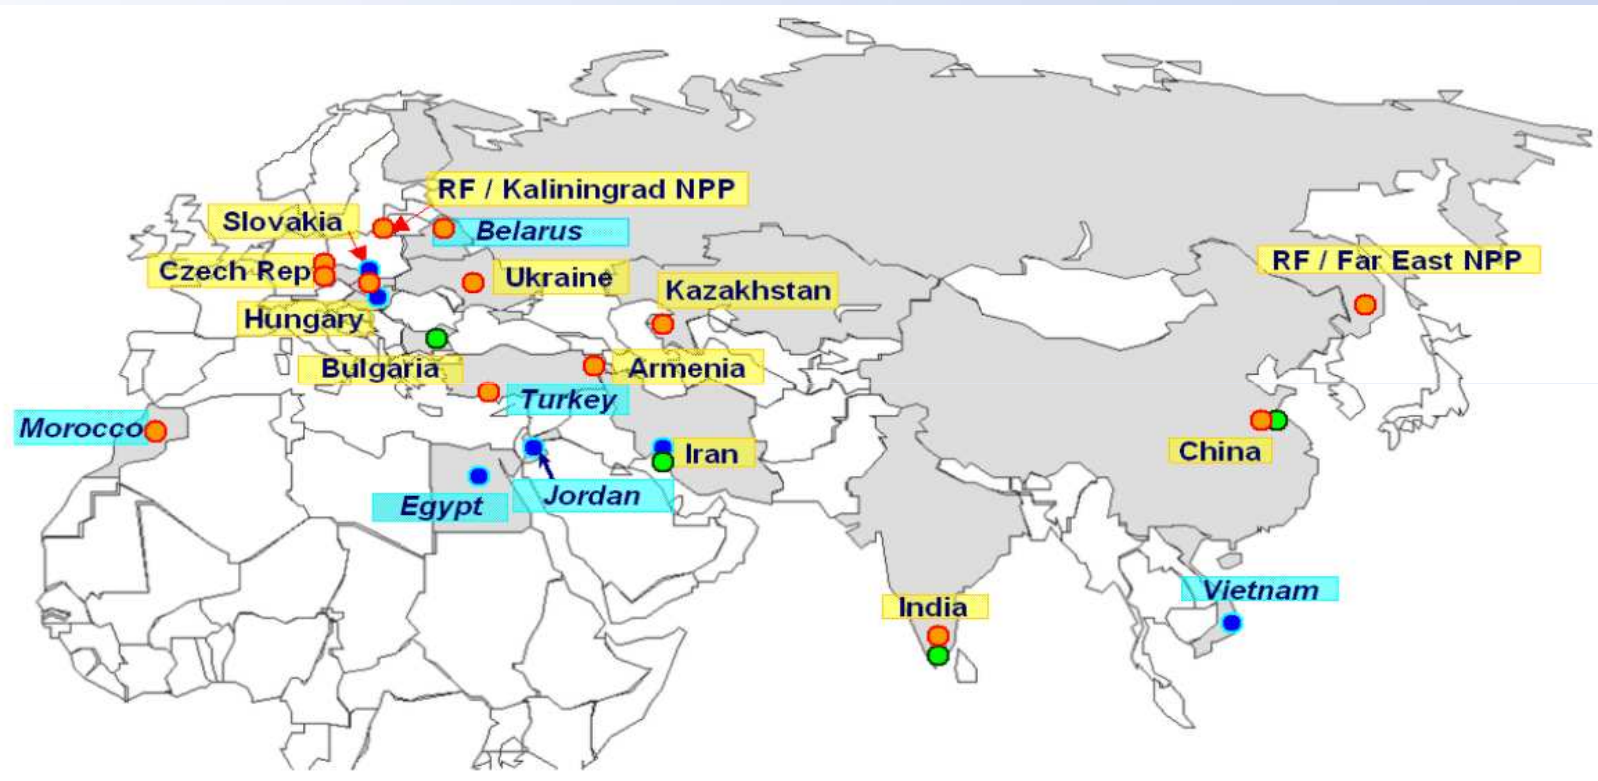 RF / Kaliningrad NPP
Slovakia
Belarus
Czech Rep
Ukraine
RF / Far East NPP
Kazakhstan
Hungary
Bulgaria
Armenia
Turkey
Morocco
Iran
China
Egypt
Jordan
Vietnam
India